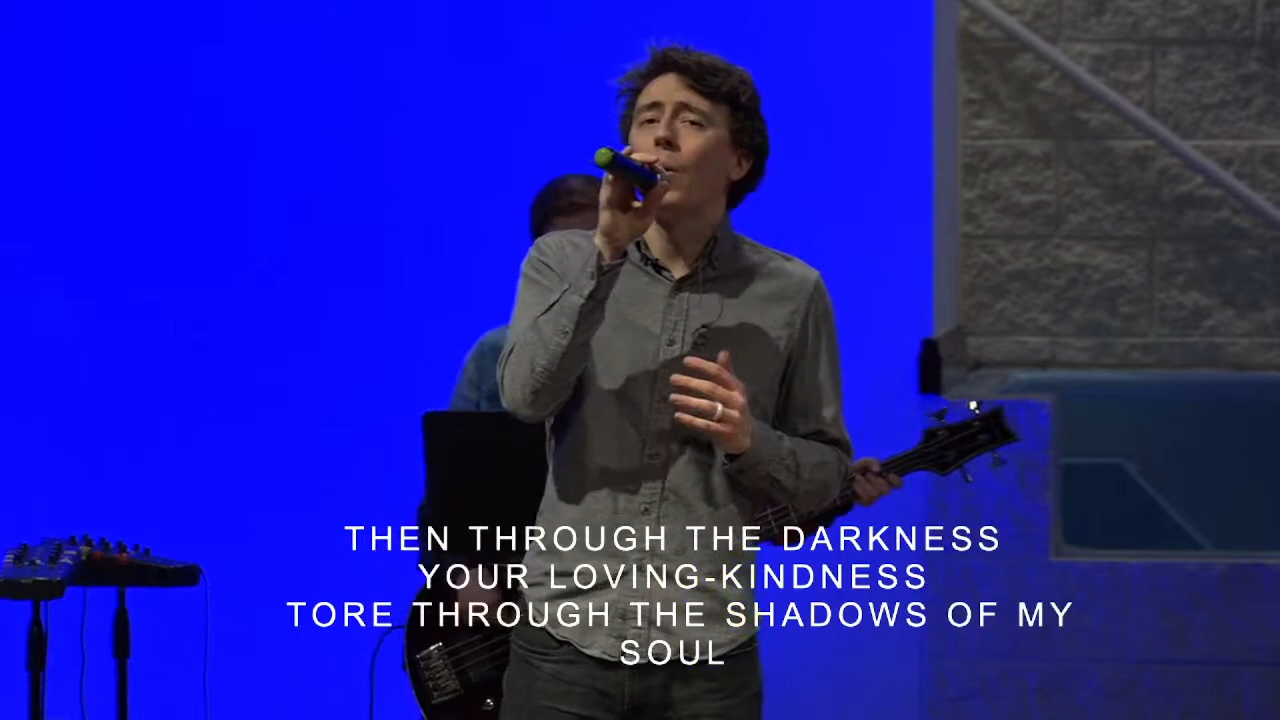 THEN THROUGH THE DARKNESS
YOUR LOVING-KINDNESS
TORE THROUGH THE SHADOWS OF MY
SOUL